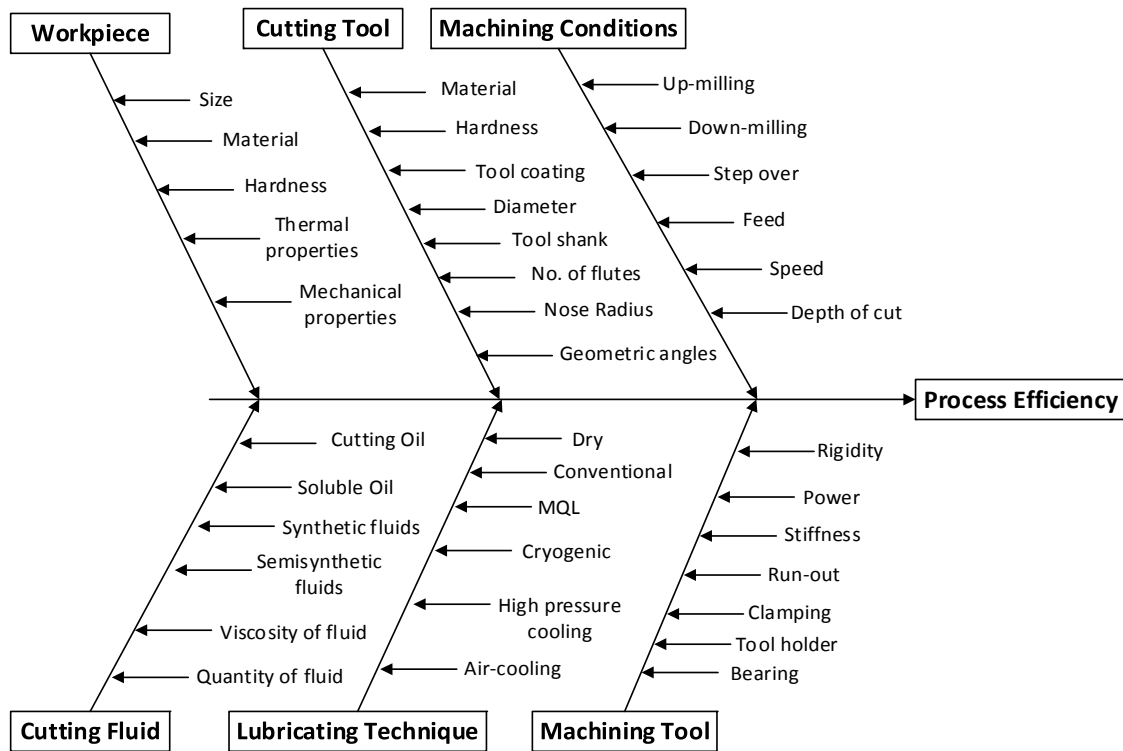 Workpiece
Size
Material
Hardness
Thermal
properties
Mechanical
properties
Cutting Tool
Material
Hardness
Tool coating
Diameter
Tool shank
No. of flutes
Nose Radius
Geometric angles
Machining Conditions
Up-milling
Down-milling
Step over
Feed
Speed
Depth of cut
Process Efficiency
Cutting Oil
Soluble Oil
Synthetic fluids
Semisynthetic
fluids
Viscosity of fluid
Quantity of fluid
Cutting Fluid
Dry
Conventional
MQL
Cryogenic
High pressure
cooling
Air-cooling
Lubricating Technique
Rigidity
Power
Stiffness
Run-out
Clamping
Tool holder
Bearing
Machining Tool